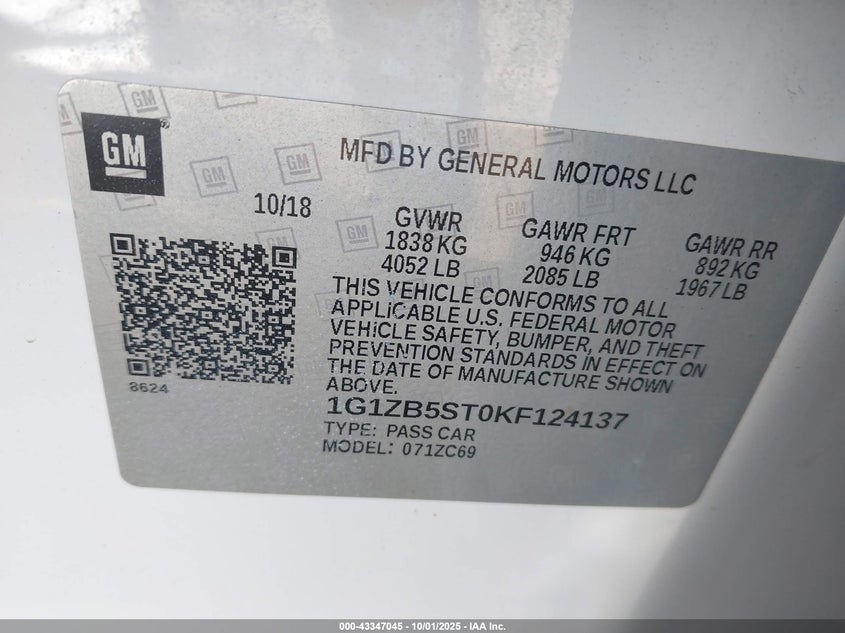 GM
MFD BY GENERAL MOTORS LLC
10/18
GVWR
1838 KG
4052 LB
GAWR FRT
946 KG
2085 LB
GAWR RR
892 KG
1967 LB
THIS VEHICLE CONFORMS TO ALL
APPLICABLE U.S. FEDERAL MOTOR
VEHICLE SAFETY, BUMPER, AND THEFT
PREVENTION STANDARDS IN EFFECT ON
THE DATE OF MANUFACTURE SHOWN
ABOVE.
8624
1G1ZB5ST0KF124137
TYPE: PASS CAR
MODEL: 071ZC69
000-43347045 - 10/01/2025 - IAA Inc.